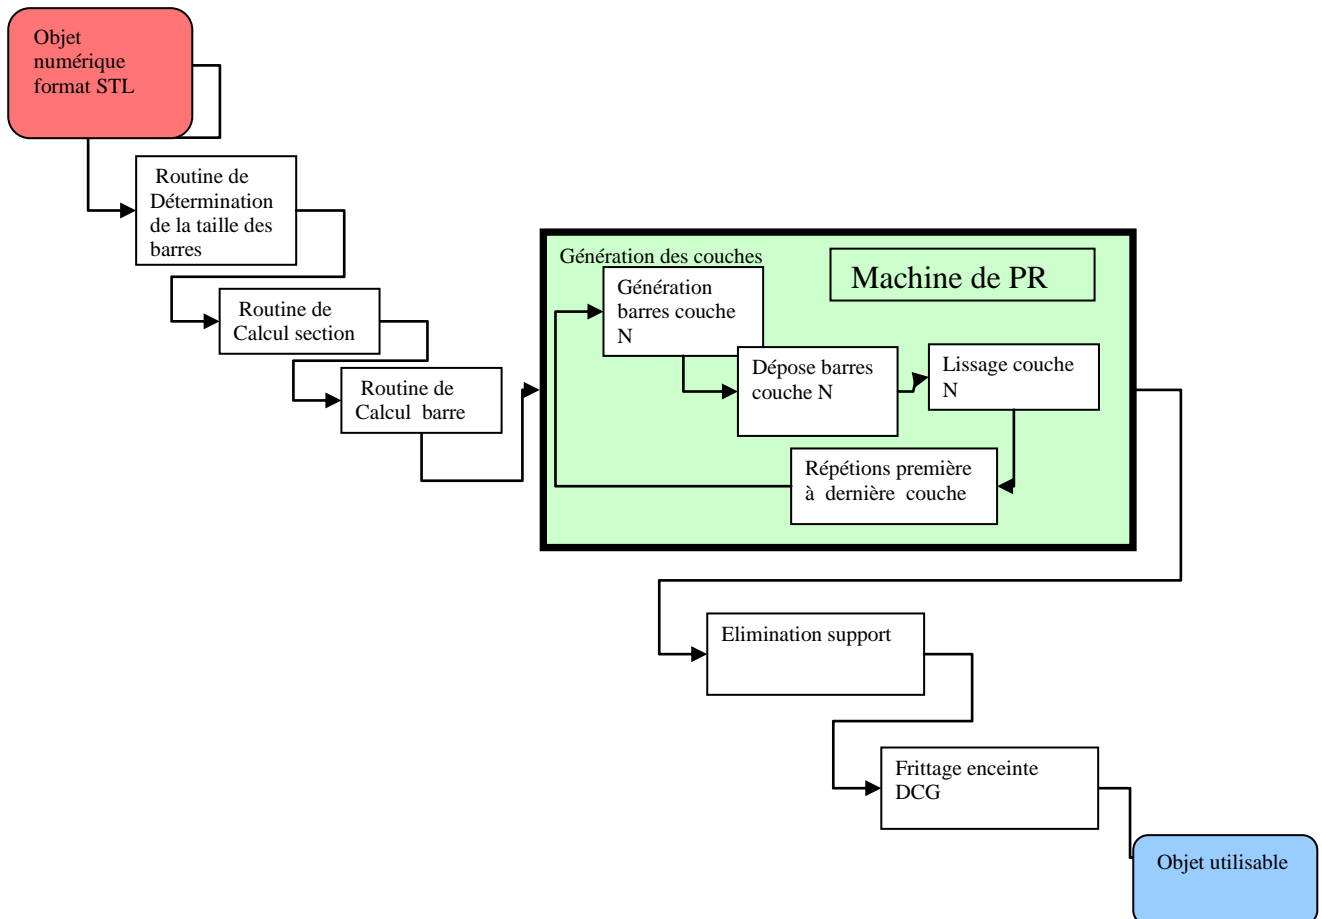 Objet
numérique
format STL
Routine de
Détermination
de la taille des
barres
Routine de
Calcul section
Routine de
Calcul barre
Génération des couches
Machine de PR
Génération
barres couche
N
Dépose barres
couche N
Lissage couche
N
Répétions première
à dernière couche
Elimination support
Frittage enceinte
DCG
Objet utilisable